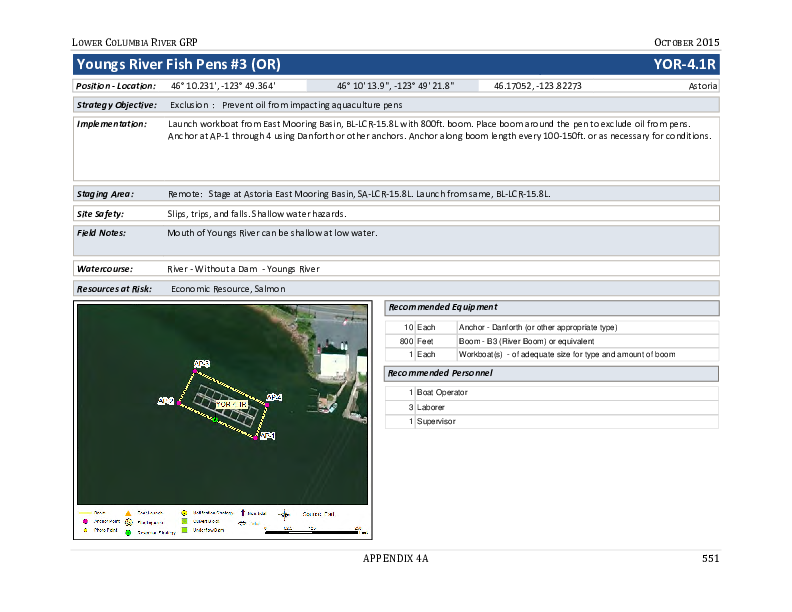 LOWER COLUMBIA RIVER GRP OCTOBER 2015
Youngs River Fish Pens #3 (OR) YOR-4.1R
Position - Location: 46° 10.231', -123° 49.364' 46° 10' 13.9", -123° 49' 21.8" 46.17052, -123.82273 Astoria
Strategy Objective: Exclusion : Prevent oil from impacting aquaculture pens
Implementation: Launch workboat from East Mooring Basin, BL-LCR-15.8L with 800ft. boom. Place boom around the pen to exclude oil from pens.
Anchor at AP-1 through 4 using Danforth or other anchors. Anchor along boom length every 100-150ft. or as necessary for conditions.
Staging Area: Remote: Stage at Astoria East Mooring Basin, SA-LCR-15.8L. Launch from same, BL-LCR-15.8L.
Site Safety: Slips, trips, and falls. Shallow water hazards.
Field Notes: Mouth of Youngs River can be shallow at low water.
Watercourse: River - Without a Dam - Youngs River
Resources at Risk: Economic Resource, Salmon
Recommended Equipment
10 Each Anchor - Danforth (or other appropriate type)
800 Feet Boom - B3 (River Boom) or equivalent
1 Each Workboat(s) - of adequate size for type and amount of boom
Recommended Personnel
1 Boat Operator
3 Laborer
1 Supervisor
AP-3
AP-2
YOR-4.1R
AP-4
AP-1
Anchor Point
Photo Point
APPENDIX 4A 551